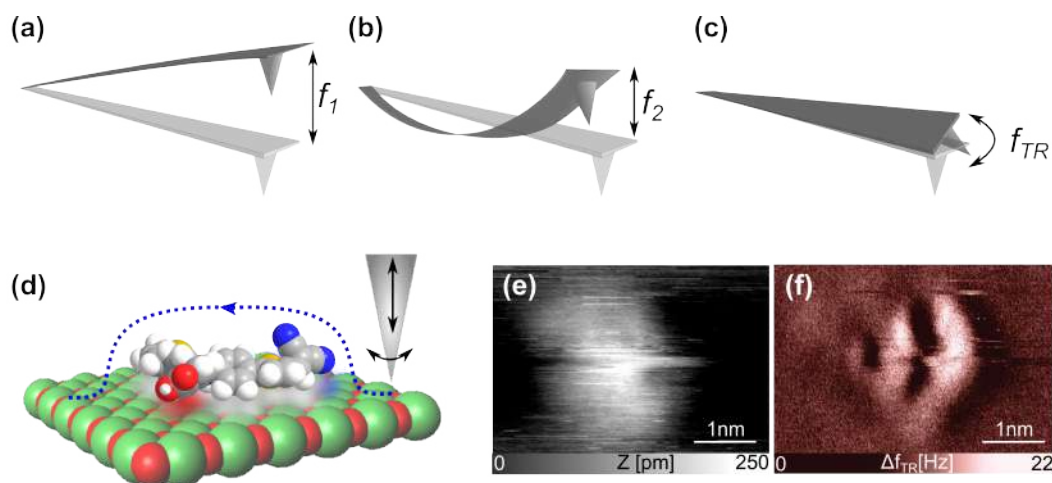 (a)
f1
(b)
f2
(c)
fTR
(d)
(e)
1nm
0 Z [pm] 250
(f)
1nm
0 ΔfTR[Hz] 22